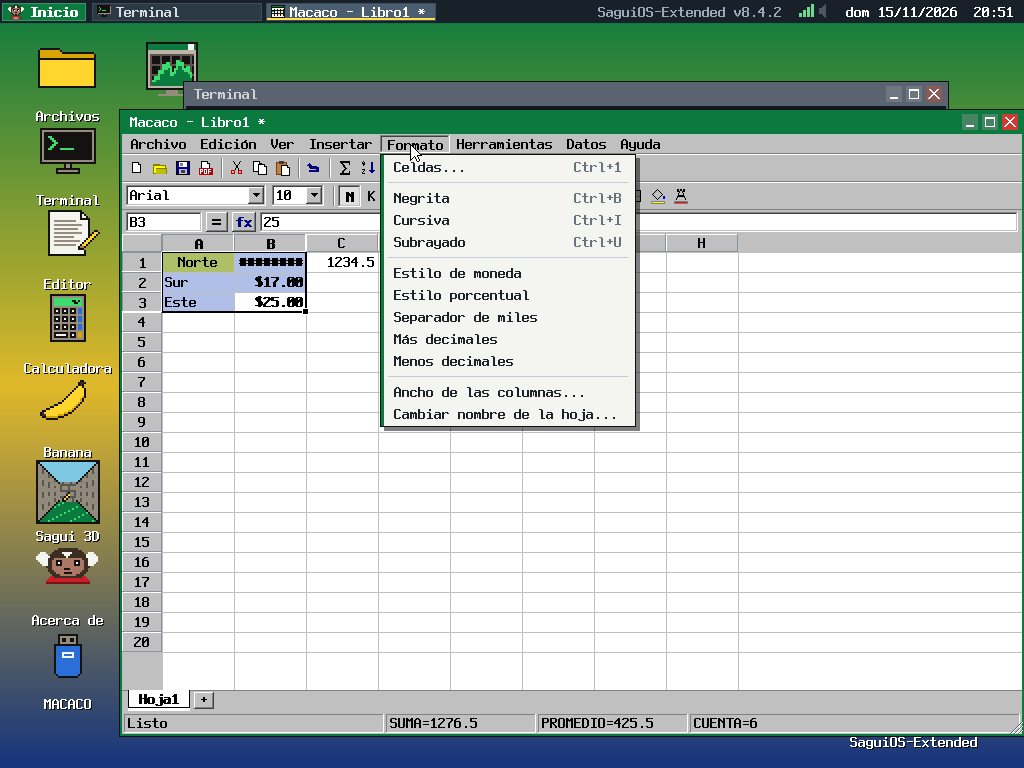 Inicio Terminal Macaco - Libro1 * SaguiOS-Extended v8.4.2 dom 15/11/2026 20:51
Archivos
Terminal
Editor
Calculadora
Banana
Sagui 3D
Acerca de
MACACO
Terminal
Macaco - Libro1 *
Archivo Edición Ver Insertar Formato Herramientas Datos Ayuda
Arial 10 N K
B3 = fx 25
A B C H
1 Norte ######## 1234.5
2 Sur $17.00
3 Este $25.00
4
5
6
7
8
9
10
11
12
13
14
15
16
17
18
19
20
Celdas... Ctrl+1
Negrita Ctrl+B
Cursiva Ctrl+I
Subrayado Ctrl+U
Estilo de moneda
Estilo porcentual
Separador de miles
Más decimales
Menos decimales
Ancho de las columnas...
Cambiar nombre de la hoja...
Hoja1 +
Listo SUMA=1276.5 PROMEDIO=425.5 CUENTA=6
SaguiOS-Extended